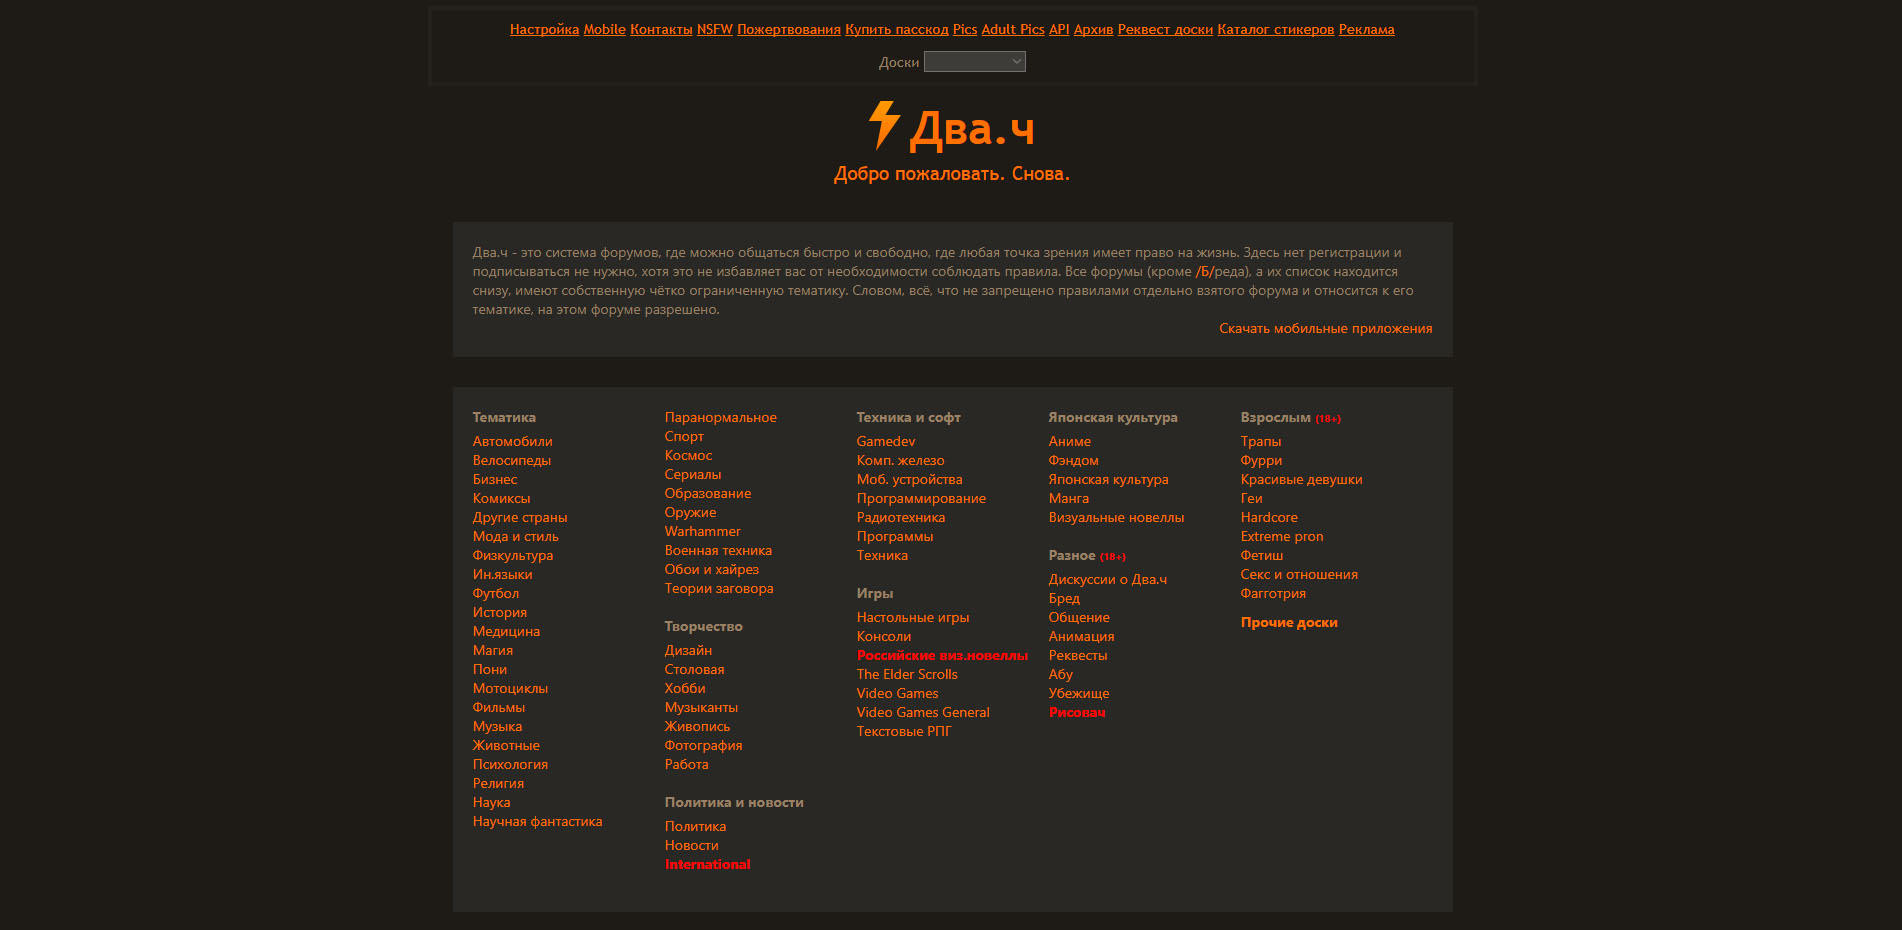 Настройка Mobile Контакты NSFW Пожертвования Купить пасскод Pics Adult Pics API Архив Реквест доски Каталог стикеров Реклама
Доски
Два.ч
Добро пожаловать. Снова.
Два.ч - это система форумов, где можно общаться быстро и свободно, где любая точка зрения имеет право на жизнь. Здесь нет регистрации и
подписываться не нужно, хотя это не избавляет вас от необходимости соблюдать правила. Все форумы (кроме /Б/реда), а их список находится
снизу, имеют собственную чётко ограниченную тематику. Словом, всё, что не запрещено правилами отдельно взятого форума и относится к его
тематике, на этом форуме разрешено.
Скачать мобильные приложения
Тематика
Автомобили
Велосипеды
Бизнес
Комиксы
Другие страны
Мода и стиль
Физкультура
Ин.языки
Футбол
История
Медицина
Магия
Пони
Мотоциклы
Фильмы
Музыка
Животные
Психология
Религия
Наука
Научная фантастика
Паранормальное
Спорт
Космос
Сериалы
Образование
Оружие
Warhammer
Военная техника
Обои и хайрез
Теории заговора
Творчество
Дизайн
Столовая
Хобби
Музыканты
Живопись
Фотография
Работа
Политика и новости
Политика
Новости
International
Техника и софт
Gamedev
Комп. железо
Моб. устройства
Программирование
Радиотехника
Программы
Техника
Игры
Настольные игры
Консоли
Российские виз.новеллы
The Elder Scrolls
Video Games
Video Games General
Текстовые РПГ
Японская культура
Аниме
Фэндом
Японская культура
Манга
Визуальные новеллы
Разное (18+)
Дискуссии о Два.ч
Бред
Общение
Анимация
Реквесты
Абу
Убежище
Рисовач
Взрослым (18+)
Трапы
Фурри
Красивые девушки
Геи
Hardcore
Extreme pron
Фетиш
Секс и отношения
Фагготрия
Прочие доски